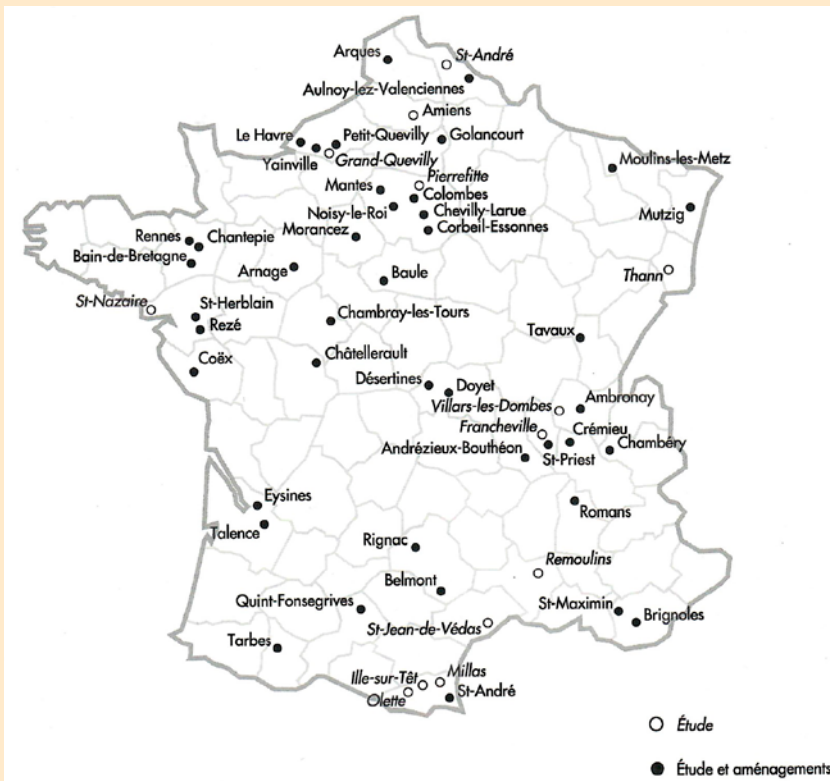 Arques
St-André
Aulnoy-lez-Valenciennes
Amiens
Le Havre
Petit-Quevilly
Golancourt
Yainville
Grand-Quevilly
Moulins-les-Metz
Pierrefitte
Mantes
Colombes
Noisy-le-Roi
Chevilly-Larue
Mutzig
Rennes
Chantepie
Morancez
Corbeil-Essonnes
Bain-de-Bretagne
Arnage
Baule
Thann
St-Nazaire
St-Herblain
Chambray-les-Tours
Rezé
Tavaux
Coëx
Châtellerault
Désertines
Doyet
Ambronay
Villars-les-Dombes
Francheville
Crémieu
Andrézieux-Bouthéon
Chambéry
St-Priest
Eysines
Romans
Talence
Rignac
Remoulins
Belmont
Quint-Fonsegrives
St-Maximin
Brignoles
St-Jean-de-Védas
Tarbes
Ille-sur-Têt
Millas
Olette
St-André
Étude
Étude et aménagements